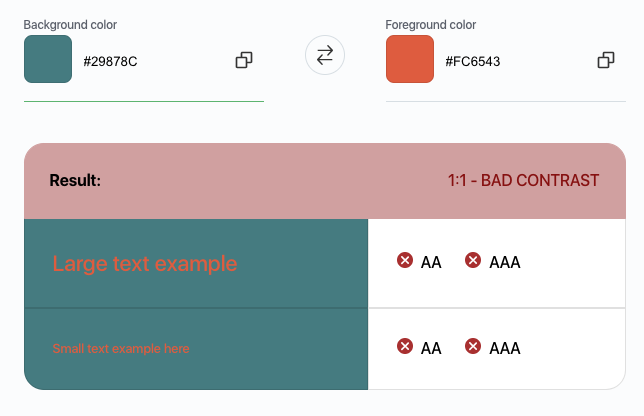 Background color
Foreground color
#29878C
#FC6543
Result:
1:1 - BAD CONTRAST
Large text example
AA
AAA
Small text example here
AA
AAA